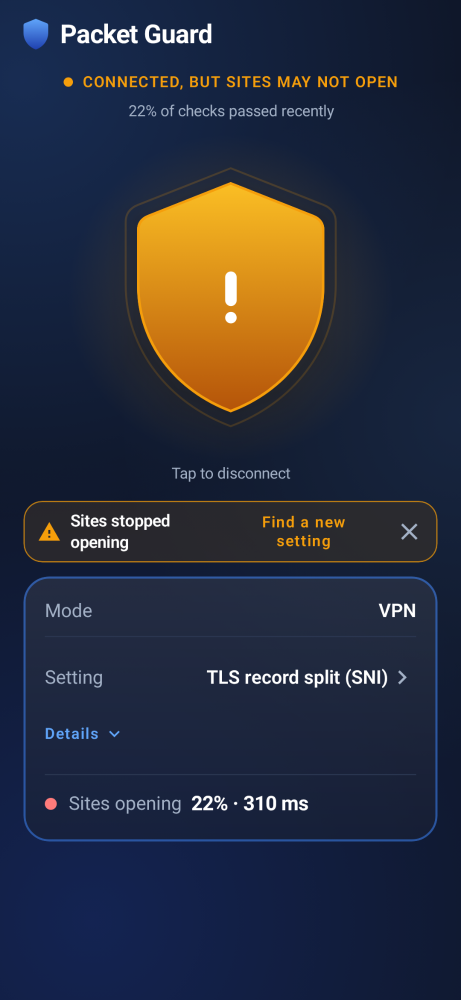 Packet Guard
CONNECTED, BUT SITES MAY NOT OPEN
22% of checks passed recently
Tap to disconnect
Sites stopped
opening
Find a new
setting
Mode VPN
Setting TLS record split (SNI)
Details
Sites opening 22% · 310 ms